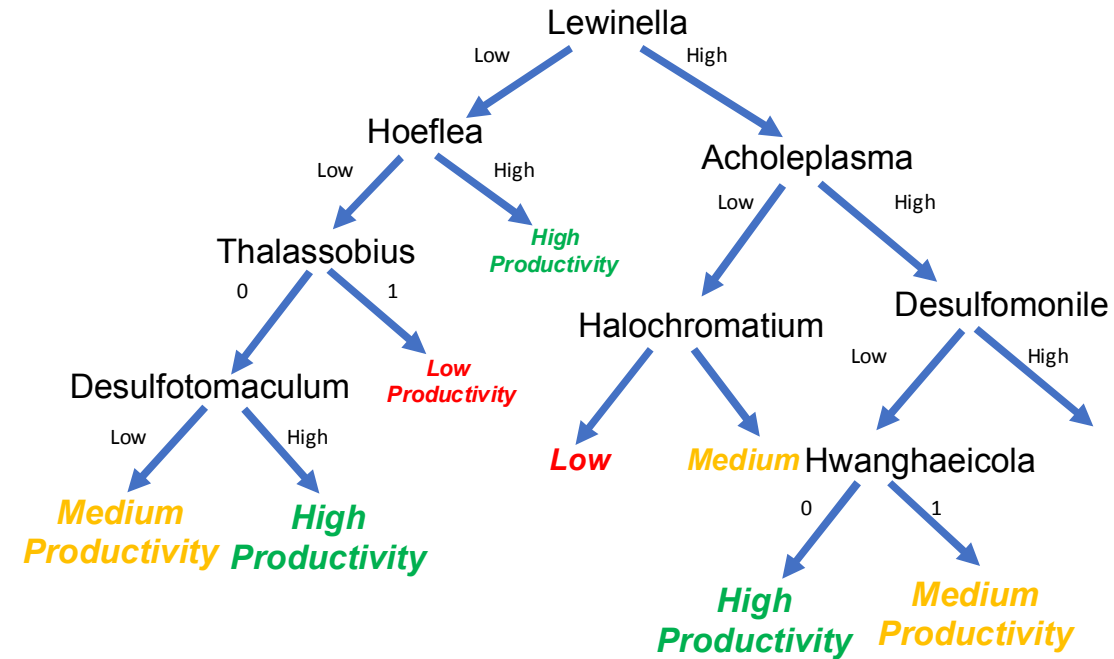 Lewinella
Low
High
Hoeflea
Acholeplasma
Low
High
Low
High
Thalassobius
High
Productivity
0
1
Halochromatium
Desulfomonile
Low
High
Desulfotomaculum
Low
Productivity
Low
High
Low
Medium
Hwanghaeicola
Medium
Productivity
High
Productivity
0
1
High
Productivity
Medium
Productivity